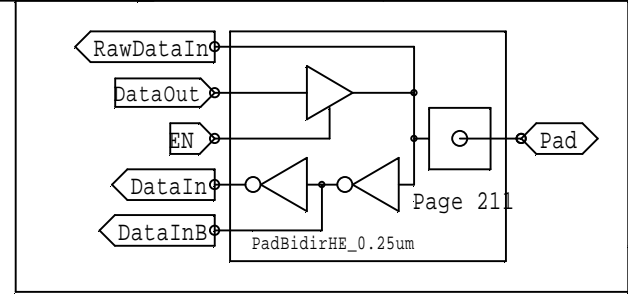 RawDataIn
DataOut
EN
Pad
DataIn
Page 211
DataInB
PadBidirHE_0.25um